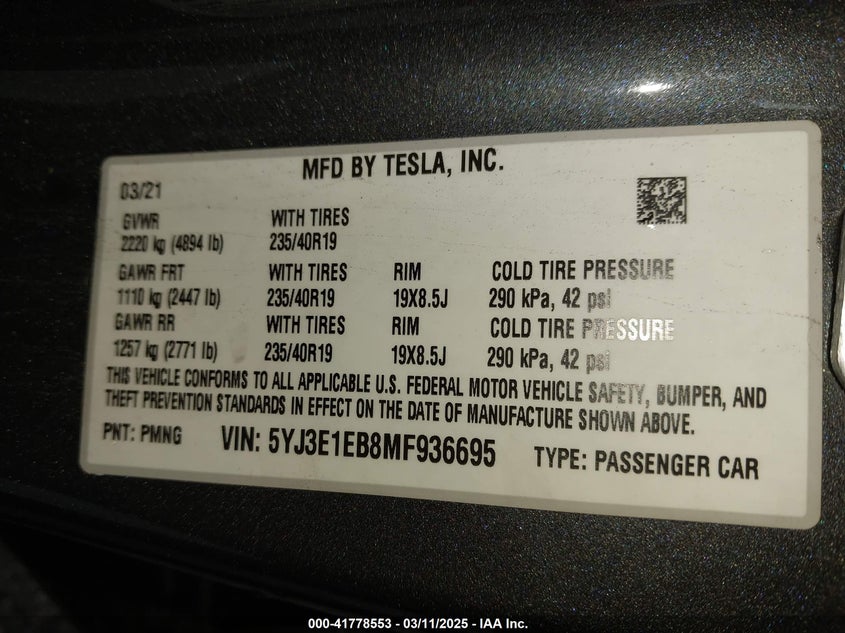 MFD BY TESLA, INC.
03/21
GVWR WITH TIRES
2220 kg (4894 lb) 235/40R19
GAWR FRT WITH TIRES RIM COLD TIRE PRESSURE
1110 kg (2447 lb) 235/40R19 19X8.5J 290 kPa, 42 psi
GAWR RR WITH TIRES RIM COLD TIRE PRESSURE
1257 kg (2771 lb) 235/40R19 19X8.5J 290 kPa, 42 psi
THIS VEHICLE CONFORMS TO ALL APPLICABLE U.S. FEDERAL MOTOR VEHICLE SAFETY, BUMPER, AND
THEFT PREVENTION STANDARDS IN EFFECT ON THE DATE OF MANUFACTURE SHOWN ABOVE.
PNT: PMNG VIN: 5YJ3E1EB8MF936695 TYPE: PASSENGER CAR
000-41778553 - 03/11/2025 - IAA Inc.